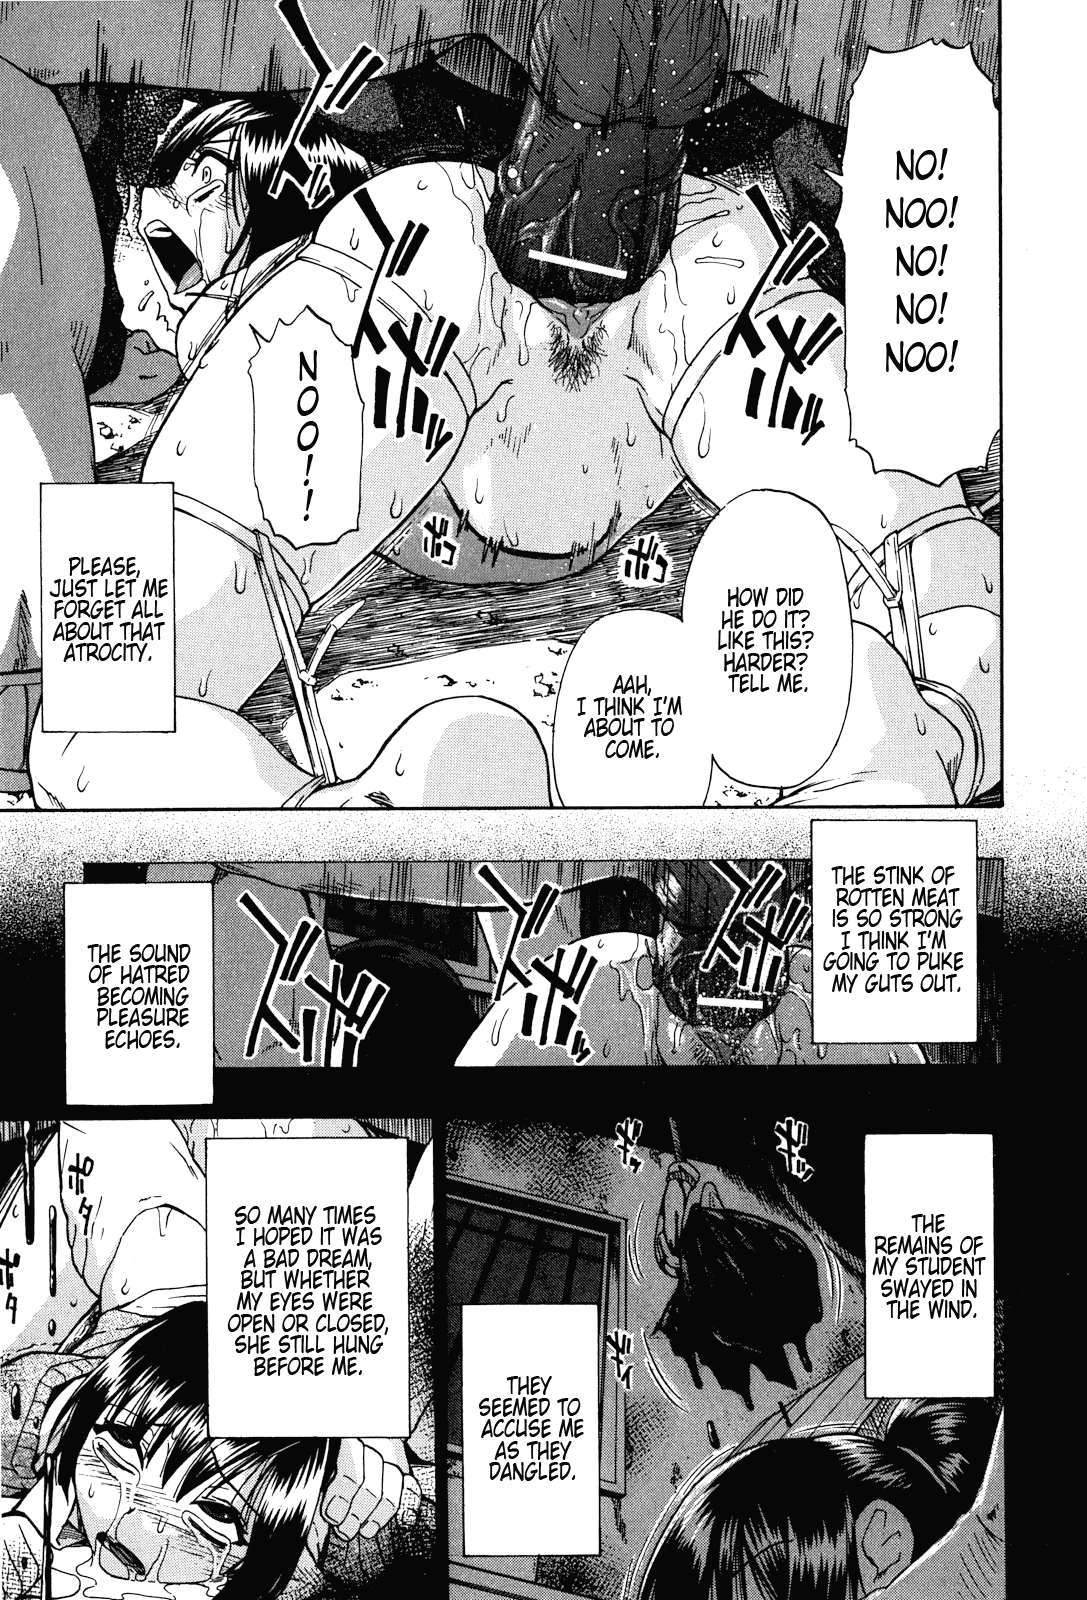 NO!
NOO!
NO!
NO!
NOO!
NOO!!
HOW DID
HE DO IT?
LIKE THIS?
HARDER?
TELL ME.
AAH,
I THINK I'M
ABOUT TO
COME.
PLEASE,
JUST LET ME
FORGET ALL
ABOUT THAT
ATROCITY.
THE STINK OF
ROTTEN MEAT
IS SO STRONG
I THINK I'M
GOING TO PUKE
MY GUTS OUT.
THE SOUND
OF HATRED
BECOMING
PLEASURE
ECHOES.
THE
REMAINS OF
MY STUDENT
SWAYED IN
THE WIND.
THEY
SEEMED TO
ACCUSE ME
AS THEY
DANGLED.
SO MANY TIMES
I HOPED IT WAS
A BAD DREAM,
BUT WHETHER
MY EYES WERE
OPEN OR CLOSED,
SHE STILL HUNG
BEFORE ME.